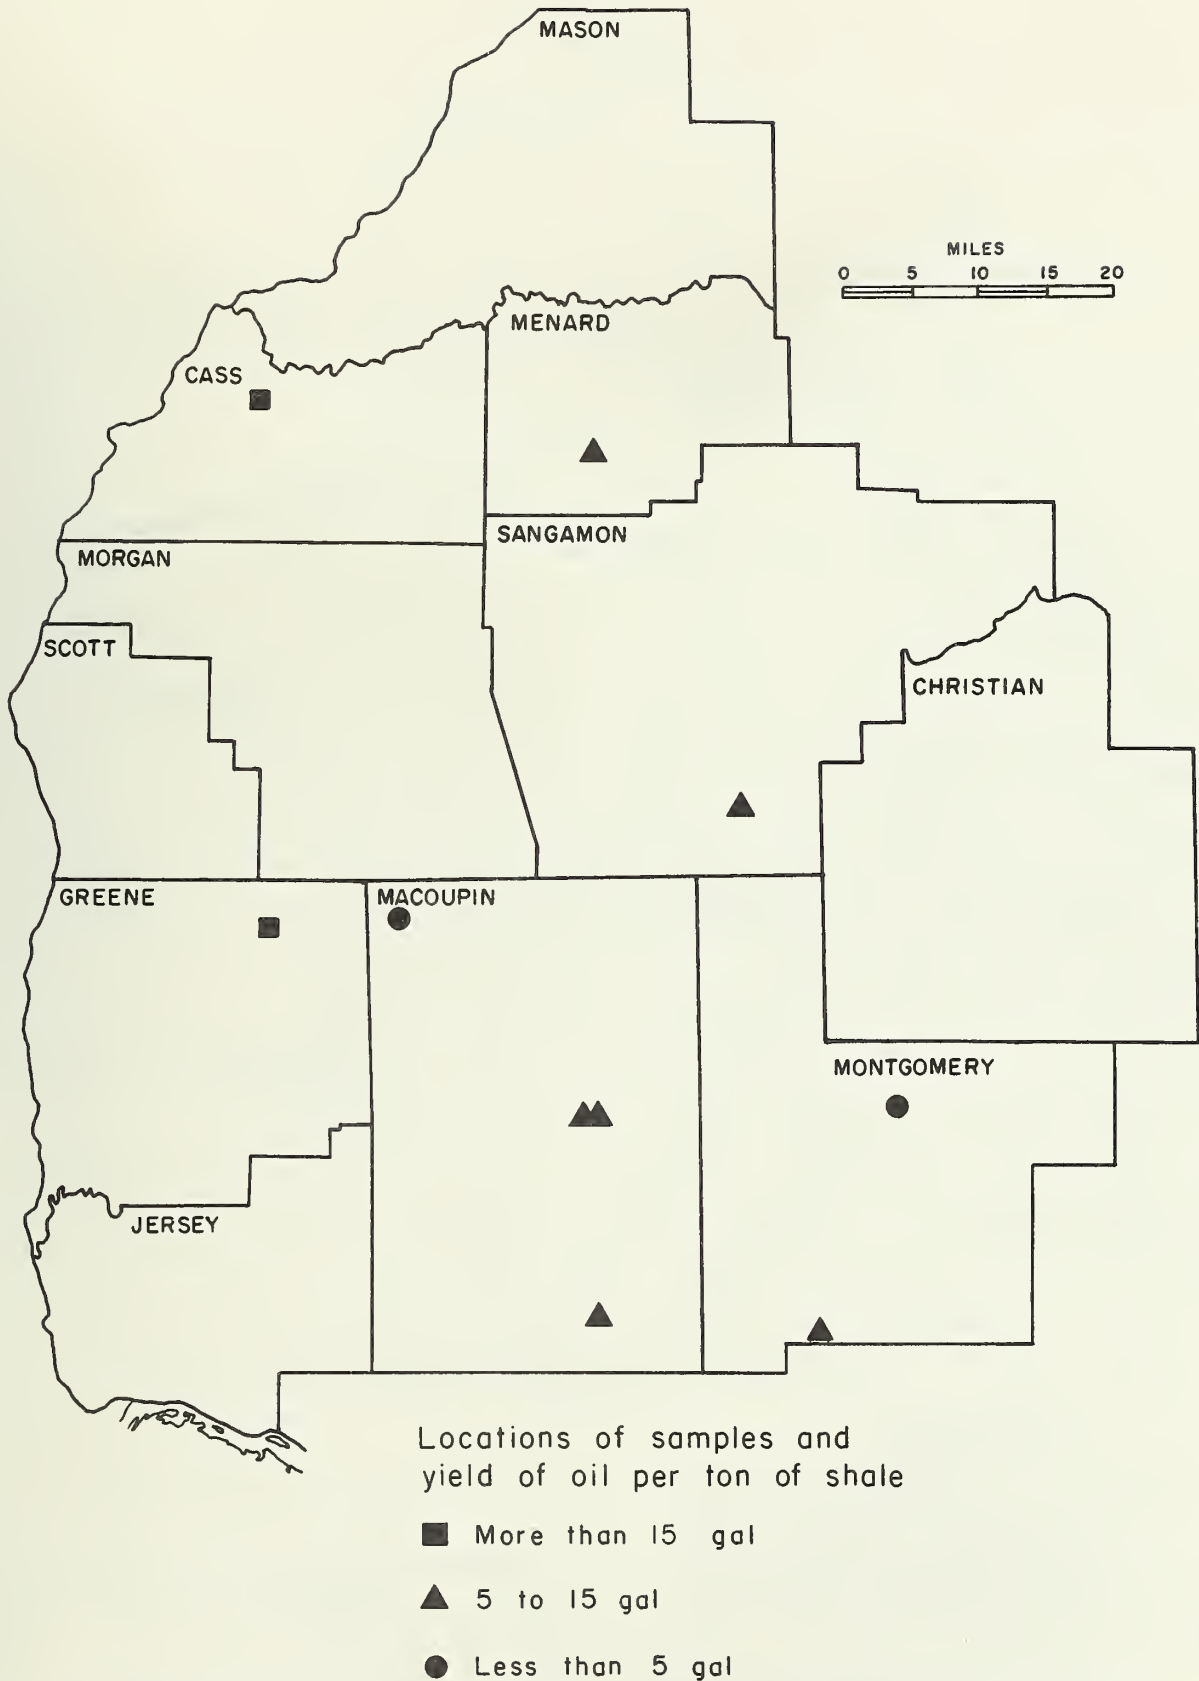 MASON
MILES
0 5 10 15 20
MENARD
CASS
SANGAMON
MORGAN
SCOTT
CHRISTIAN
GREENE
MACOUPIN
MONTGOMERY
JERSEY
Locations of samples and
yield of oil per ton of shale
More than 15 gal
5 to 15 gal
Less than 5 gal